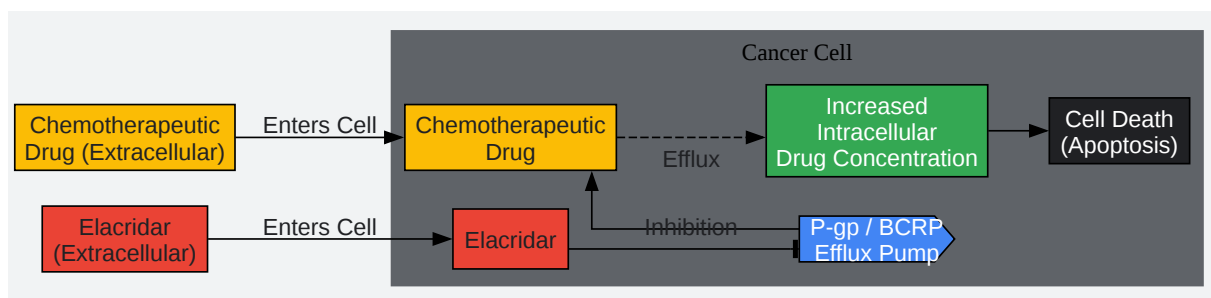 Cancer Cell
Chemotherapeutic
Drug (Extracellular)
Enters Cell
Chemotherapeutic
Drug
Efflux
Increased
Intracellular
Drug Concentration
Cell Death
(Apoptosis)
Elacridar
(Extracellular)
Enters Cell
Elacridar
Inhibition
P-gp / BCRP
Efflux Pump